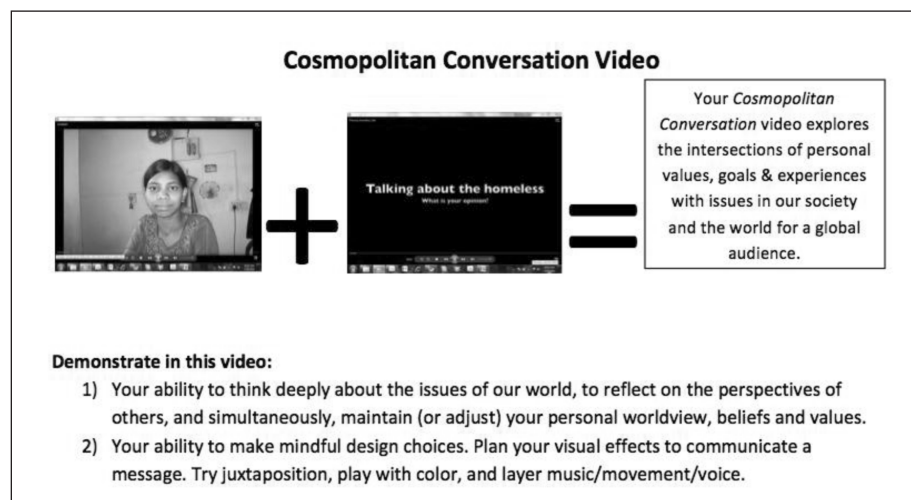 Cosmopolitan Conversation Video
Talking about the homeless
What is your opinion?
Your Cosmopolitan
Conversation video explores
the intersections of personal
values, goals & experiences
with issues in our society
and the world for a global
audience.
Demonstrate in this video:
1) Your ability to think deeply about the issues of our world, to reflect on the perspectives of
others, and simultaneously, maintain (or adjust) your personal worldview, beliefs and values.
2) Your ability to make mindful design choices. Plan your visual effects to communicate a
message. Try juxtaposition, play with color, and layer music/movement/voice.